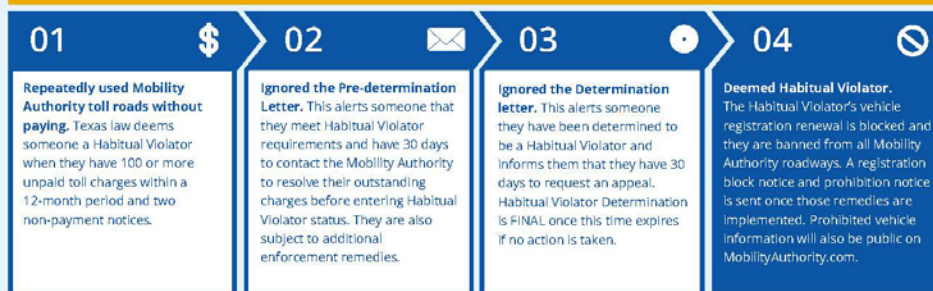 01
$
02
03
04
Repeatedly used Mobility
Authority toll roads without
paying. Texas law deems
someone a Habitual Violator
when they have 100 or more
unpaid toll charges within a
12-month period and two
non-payment notices.
Ignored the Pre-determination
Letter. This alerts someone that
they meet Habitual Violator
requirements and have 30 days
to contact the Mobility Authority
to resolve their outstanding
charges before entering Habitual
Violator status. They are also
subject to additional
enforcement remedies.
Ignored the Determination
letter. This alerts someone
they have been determined to
be a Habitual Violator and
informs them that they have 30
days to request an appeal.
Habitual Violator Determination
is FINAL once this time expires
if no action is taken.
Deemed Habitual Violator.
The Habitual Violator's vehicle
registration renewal is blocked and
they are banned from all Mobility
Authority roadways. A registration
block notice and prohibition notice
is sent once those remedies are
implemented. Prohibited vehicle
information will also be public on
MobilityAuthority.com.